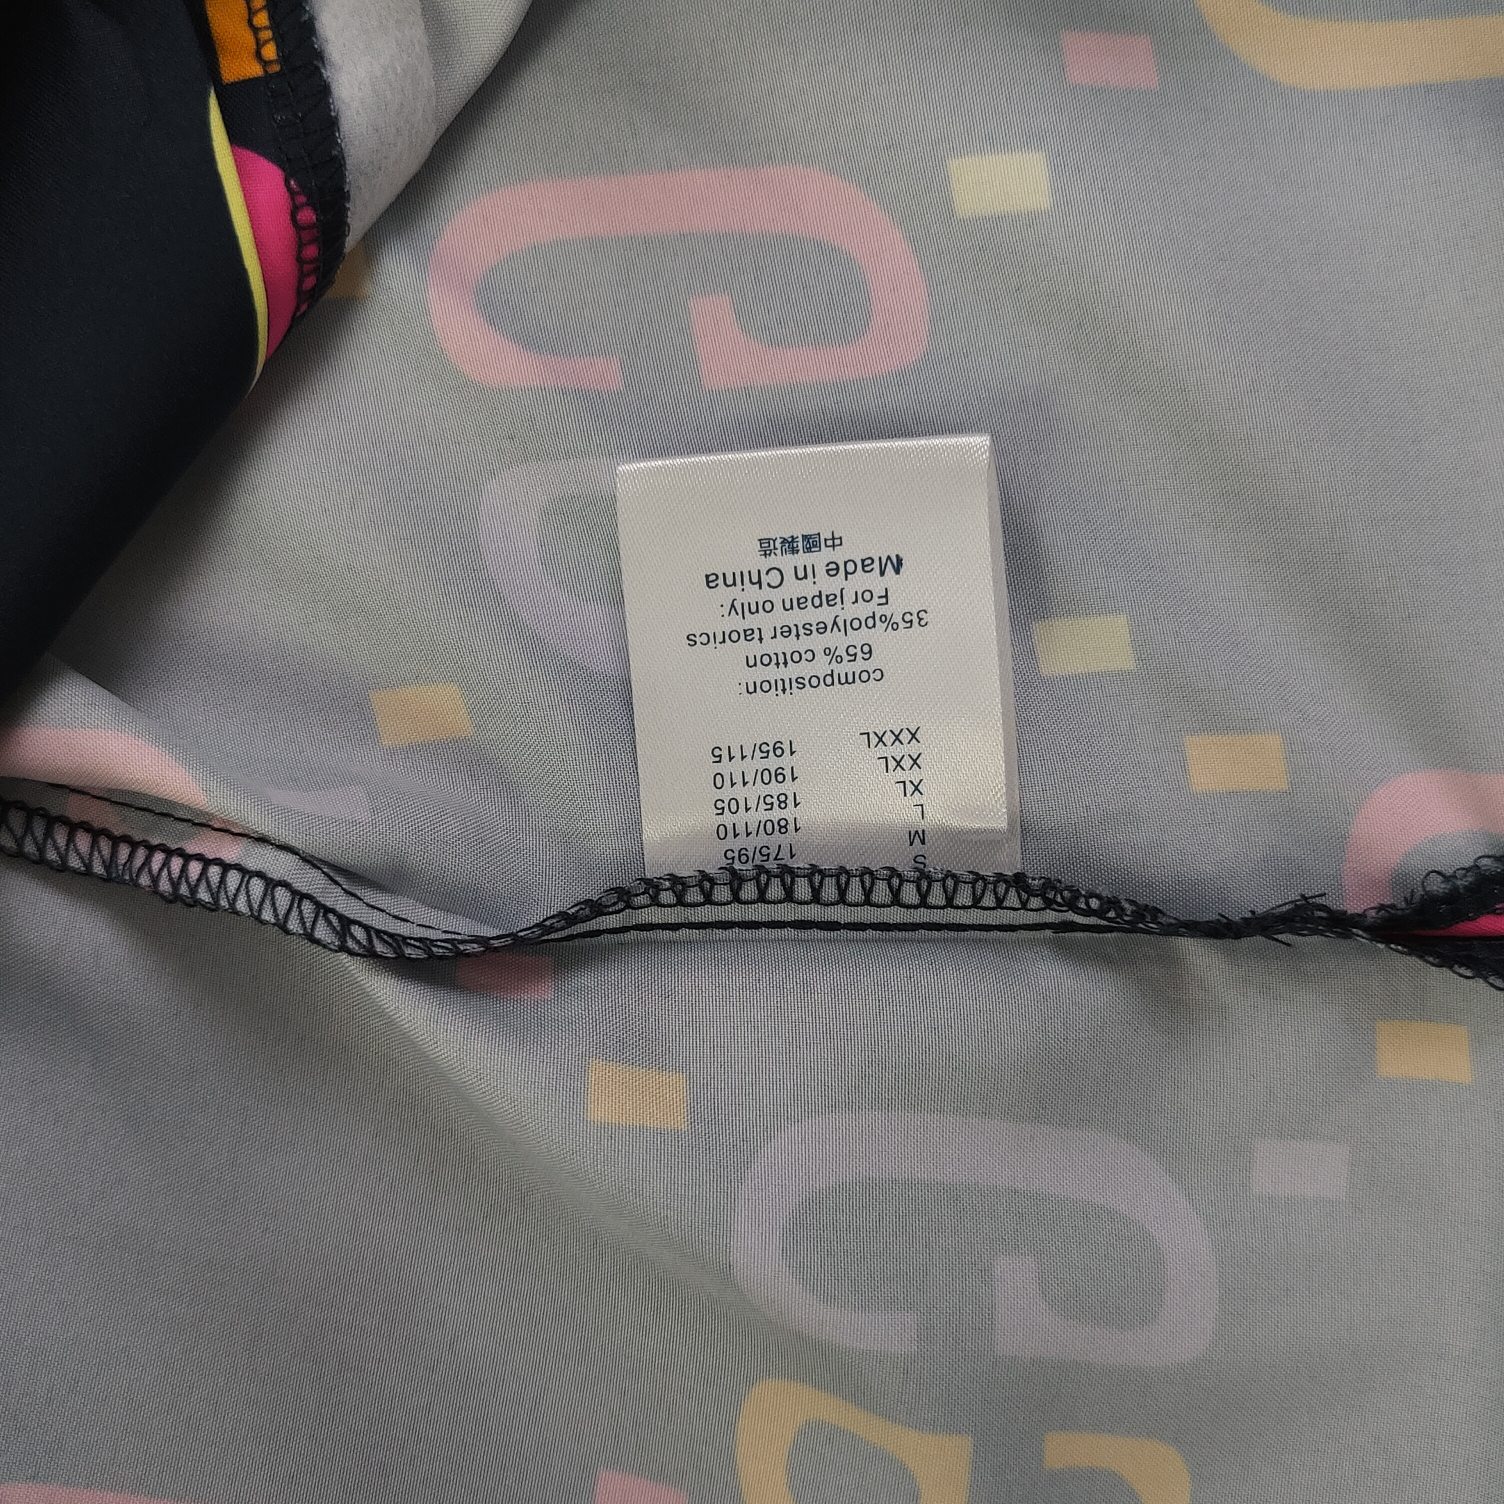 S 175/95
M 180/110
L 185/105
XL 190/110
XXL 195/115
XXXL
composition:
65% cotton
35%polyester taorics
For japan only:
Made in China
中國製造
G
G